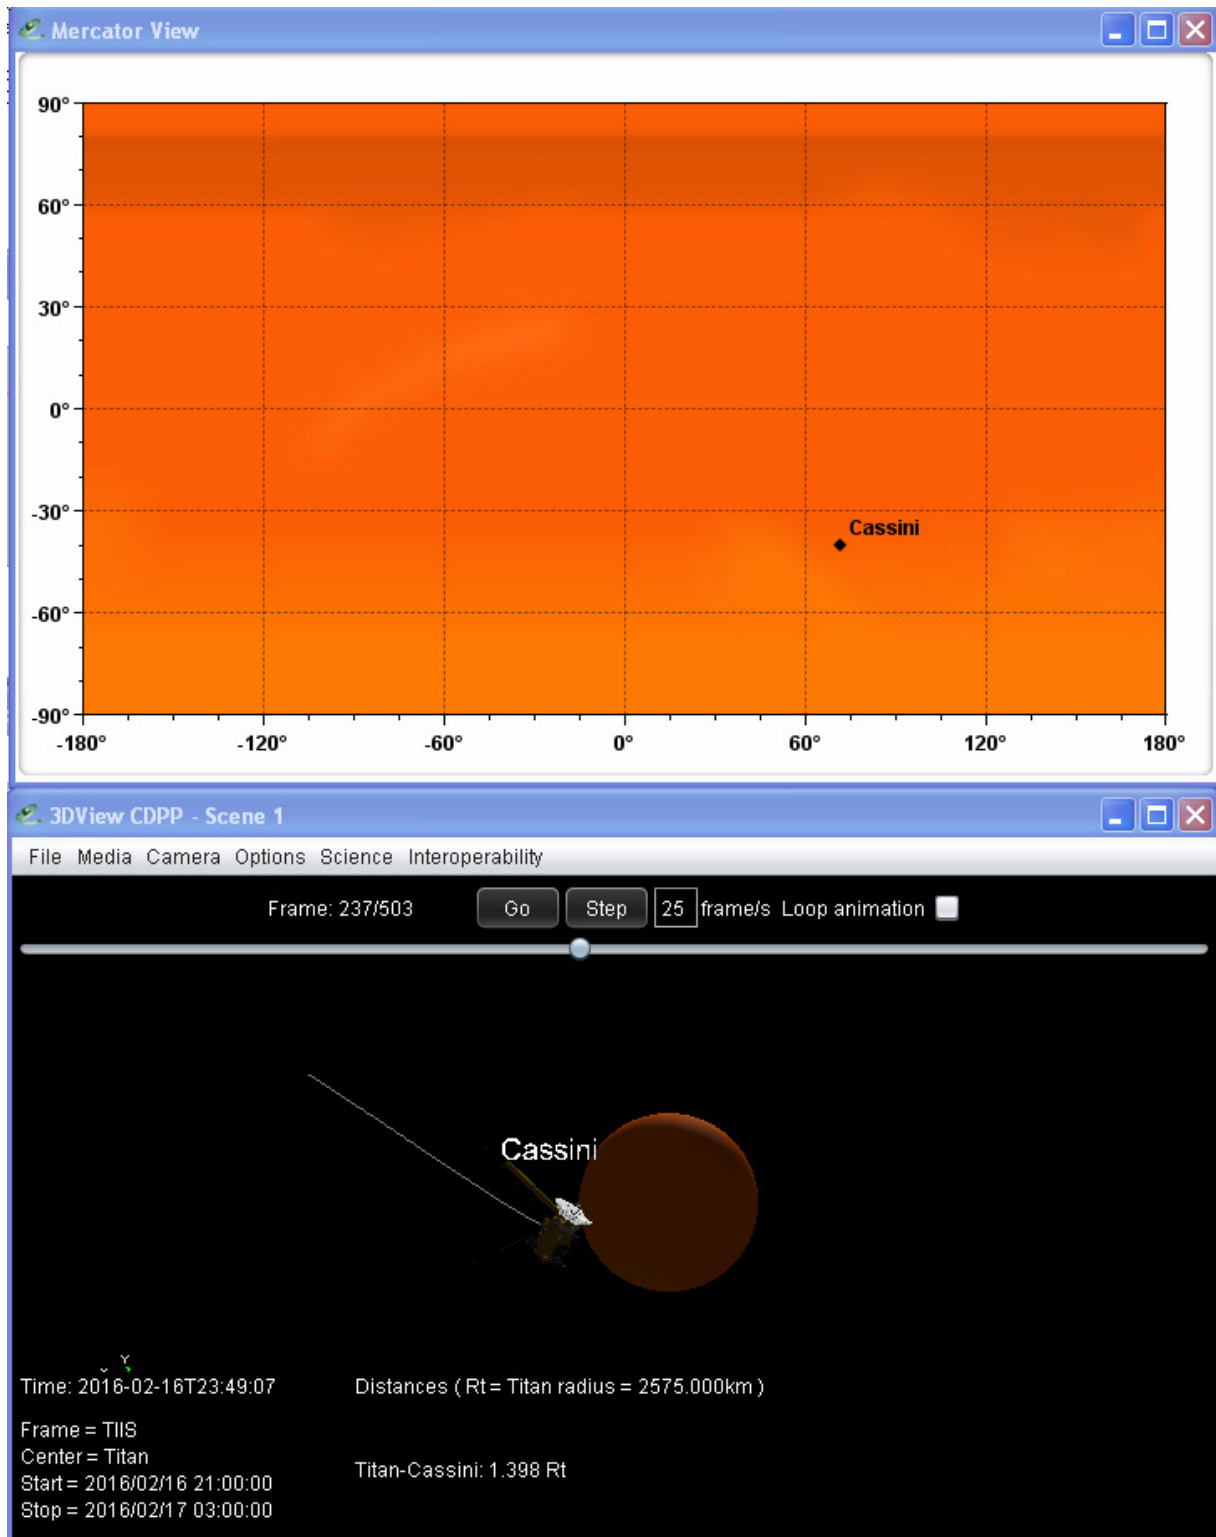 Mercator View
90°
60°
30°
0°
-30°
Cassini
-60°
-90°
-180° -120° -60° 0° 60° 120° 180°
3DView CDPP - Scene 1
File Media Camera Options Science Interoperability
Frame: 237/503 Go Step 25 frame/s Loop animation
Cassini
Y
Time: 2016-02-16T23:49:07 Distances ( Rt = Titan radius = 2575.000km )
Frame = TIIS
Center = Titan
Titan-Cassini: 1.398 Rt
Start = 2016/02/16 21:00:00
Stop = 2016/02/17 03:00:00